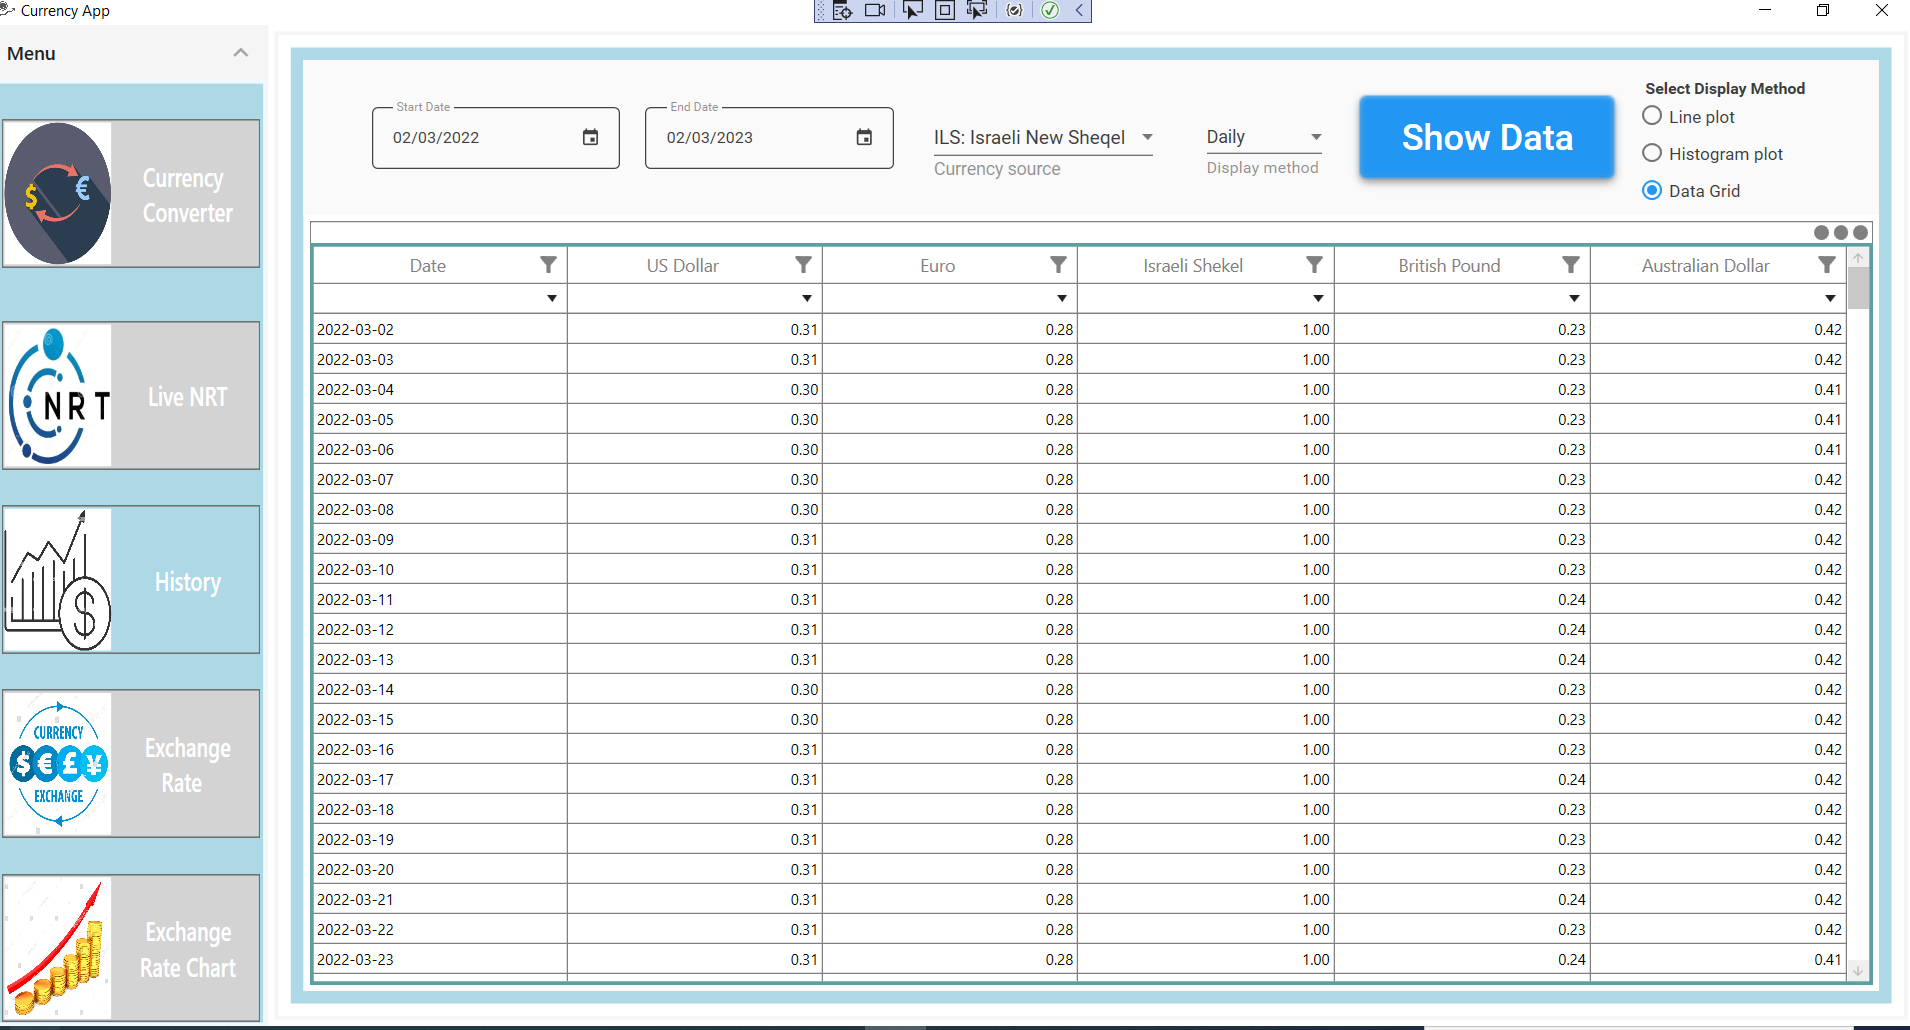 Currency App
Menu
$ €
Currency
Converter
NRT
Live NRT
$
History
CURRENCY
$ € £ ¥
EXCHANGE
Exchange
Rate
Exchange
Rate Chart
Start Date
02/03/2022
End Date
02/03/2023
ILS: Israeli New Sheqel
Currency source
Daily
Display method
Show Data
Select Display Method
Line plot
Histogram plot
Data Grid
Date US Dollar Euro Israeli Shekel British Pound Australian Dollar
2022-03-02 0.31 0.28 1.00 0.23 0.42
2022-03-03 0.31 0.28 1.00 0.23 0.42
2022-03-04 0.30 0.28 1.00 0.23 0.41
2022-03-05 0.30 0.28 1.00 0.23 0.41
2022-03-06 0.30 0.28 1.00 0.23 0.41
2022-03-07 0.30 0.28 1.00 0.23 0.42
2022-03-08 0.30 0.28 1.00 0.23 0.42
2022-03-09 0.31 0.28 1.00 0.23 0.42
2022-03-10 0.31 0.28 1.00 0.23 0.42
2022-03-11 0.31 0.28 1.00 0.24 0.42
2022-03-12 0.31 0.28 1.00 0.24 0.42
2022-03-13 0.31 0.28 1.00 0.24 0.42
2022-03-14 0.30 0.28 1.00 0.23 0.42
2022-03-15 0.30 0.28 1.00 0.23 0.42
2022-03-16 0.31 0.28 1.00 0.23 0.42
2022-03-17 0.31 0.28 1.00 0.24 0.42
2022-03-18 0.31 0.28 1.00 0.23 0.42
2022-03-19 0.31 0.28 1.00 0.23 0.42
2022-03-20 0.31 0.28 1.00 0.23 0.42
2022-03-21 0.31 0.28 1.00 0.24 0.42
2022-03-22 0.31 0.28 1.00 0.23 0.42
2022-03-23 0.31 0.28 1.00 0.24 0.41